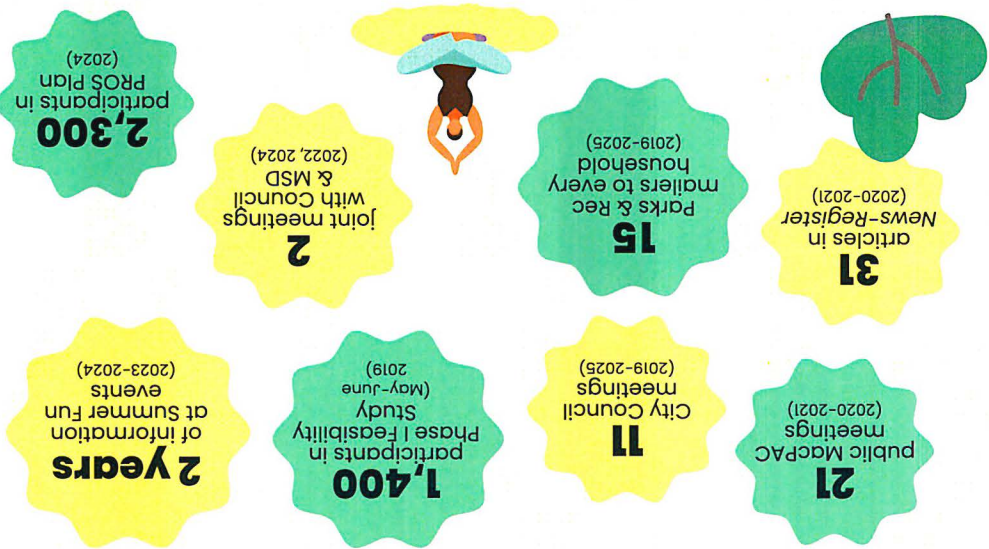 21
public MacPAC
meetings
(2020-2021)
11
City Council
meetings
(2019-2025)
1,400
participants in
Phase I Feasibility
Study
(May-June
2019)
2 years
of information
at Summer Fun
events
(2023-2024)
31
articles in
News-Register
(2020-2021)
15
Parks & Rec
mailers to every
household
(2019-2025)
2
joint meetings
with Council
& MSD
(2022, 2024)
2,300
participants in
PROS Plan
(2024)